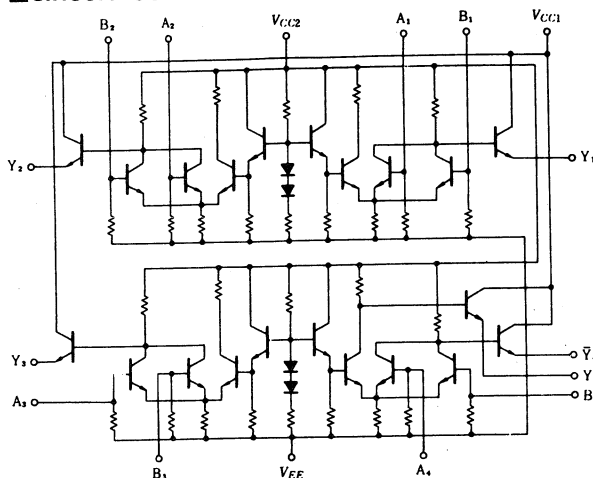 B₂ A₂ V_CC2 A₁ B₁ V_CC1
Y₂ Y₁
Y₃ Ȳ
Y
A₃ B
B₃ V_EE A₄